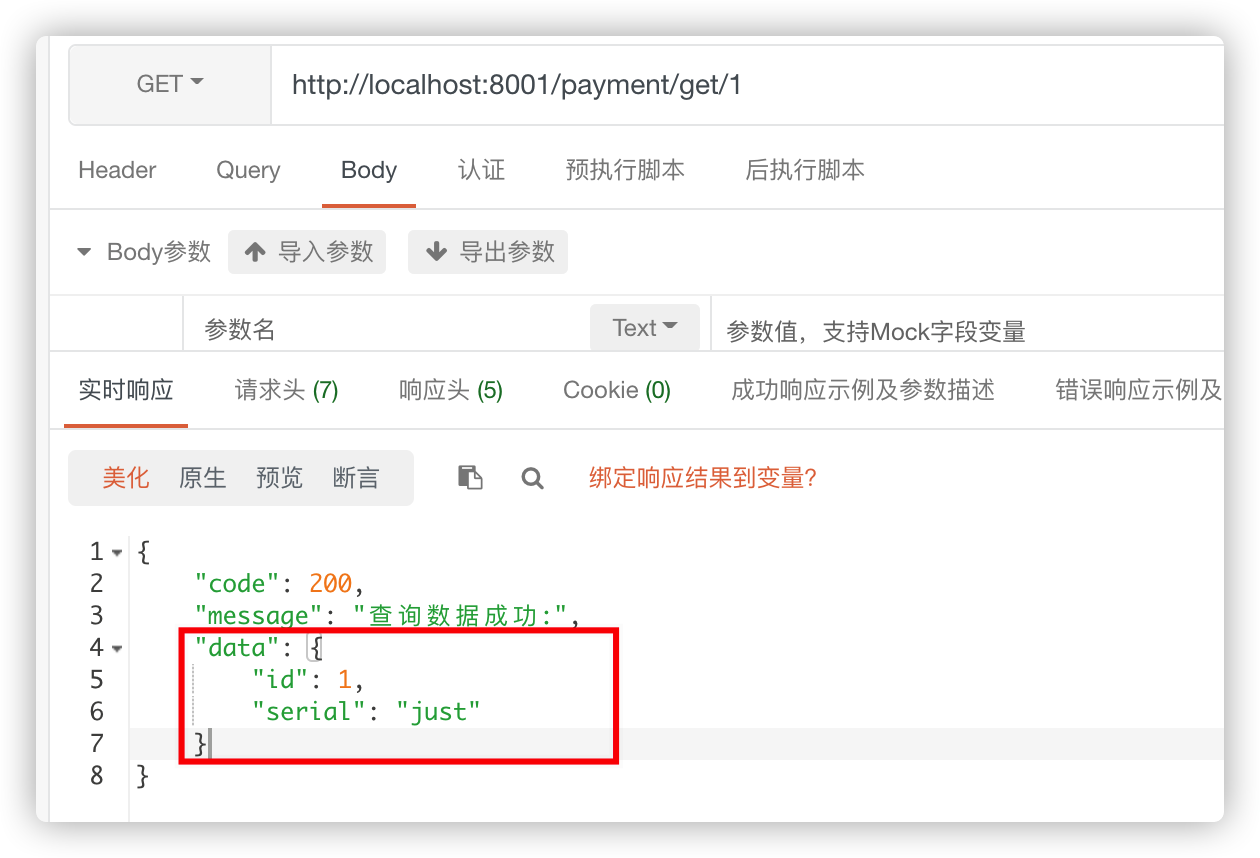 GET http://localhost:8001/payment/get/1
Header Query Body 认证 预执行脚本 后执行脚本
Body参数 导入参数 导出参数
参数名 Text 参数值，支持Mock字段变量
实时响应 请求头 (7) 响应头 (5) Cookie (0) 成功响应示例及参数描述 错误响应示例及
美化 原生 预览 断言 绑定响应结果到变量?
1 {
2 "code": 200,
3 "message": "查询数据成功:",
4 "data": {
5 "id": 1,
6 "serial": "just"
7 }
8 }